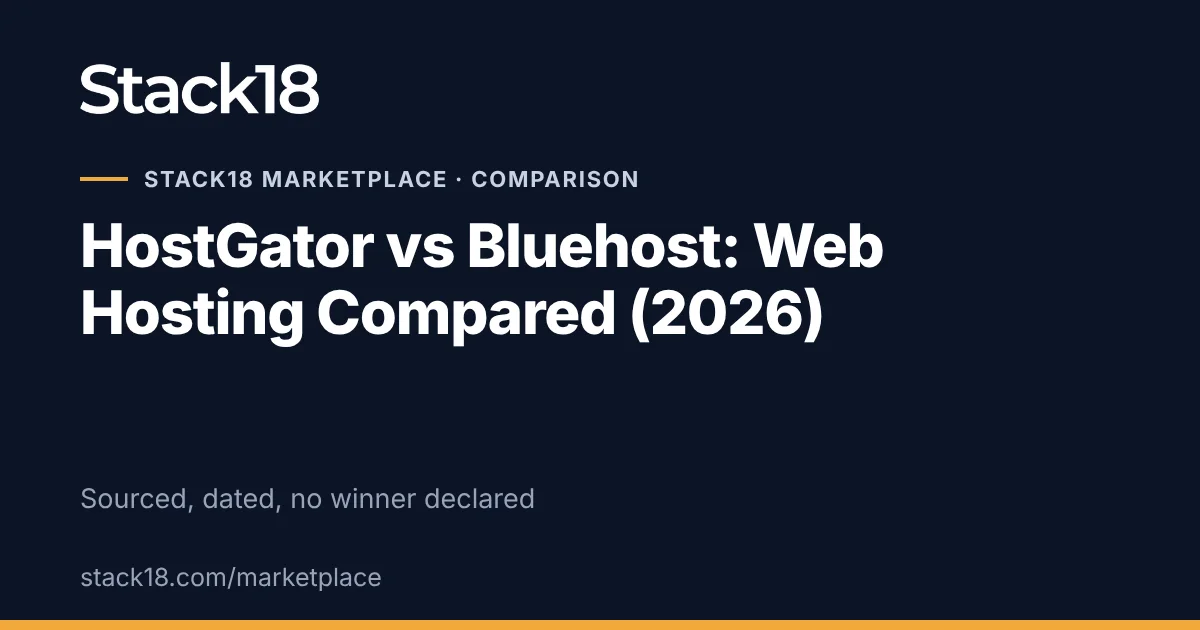 Stack18
STACK18 MARKETPLACE · COMPARISON
HostGator vs Bluehost: Web
Hosting Compared (2026)
Sourced, dated, no winner declared
stack18.com/marketplace